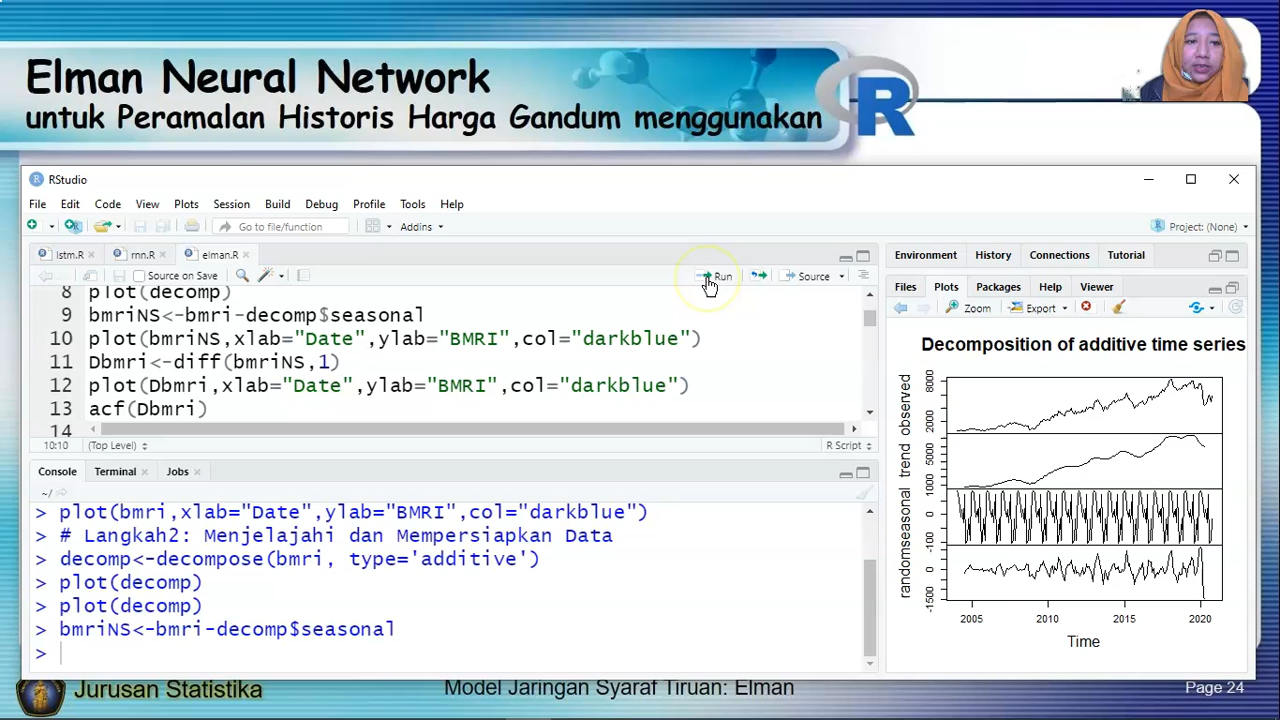 Elman Neural Network
untuk Peramalan Historis Harga Gandum menggunakan
R
RStudio
File Edit Code View Plots Session Build Debug Profile Tools Help
Go to file/function
Addins
Project: (None)
lstm.R
rnn.R
elman.R
Source on Save
Run
Source
8 plot(decomp)
9 bmriNS<-bmri-decomp$seasonal
10 plot(bmriNS,xlab="Date",ylab="BMRI",col="darkblue")
11 Dbmri<-diff(bmriNS,1)
12 plot(Dbmri,xlab="Date",ylab="BMRI",col="darkblue")
13 acf(Dbmri)
14
10:10 (Top Level)
R Script
Console Terminal Jobs
~/
> plot(bmri,xlab="Date",ylab="BMRI",col="darkblue")
> # Langkah2: Menjelajahi dan Mempersiapkan Data
> decomp<-decompose(bmri, type='additive')
> plot(decomp)
> plot(decomp)
> bmriNS<-bmri-decomp$seasonal
>
Environment History Connections Tutorial
Files Plots Packages Help Viewer
Zoom Export
Decomposition of additive time series
observed
8000
2000
trend
5000
1000
seasonal
0
-100
random
0
-1500
2005 2010 2015 2020
Time
Jurusan Statistika
Model Jaringan Syaraf Tiruan: Elman
Page 24